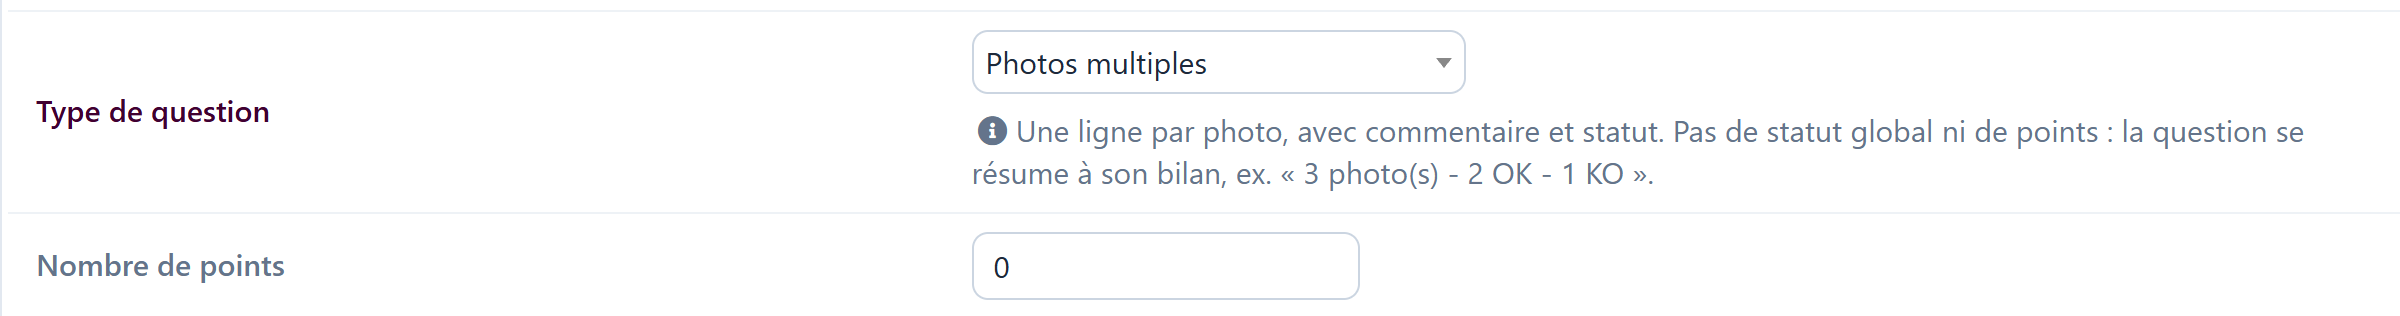 Photos multiples
Type de question
Une ligne par photo, avec commentaire et statut. Pas de statut global ni de points : la question se
résume à son bilan, ex. « 3 photo(s) - 2 OK - 1 KO ».
Nombre de points
0